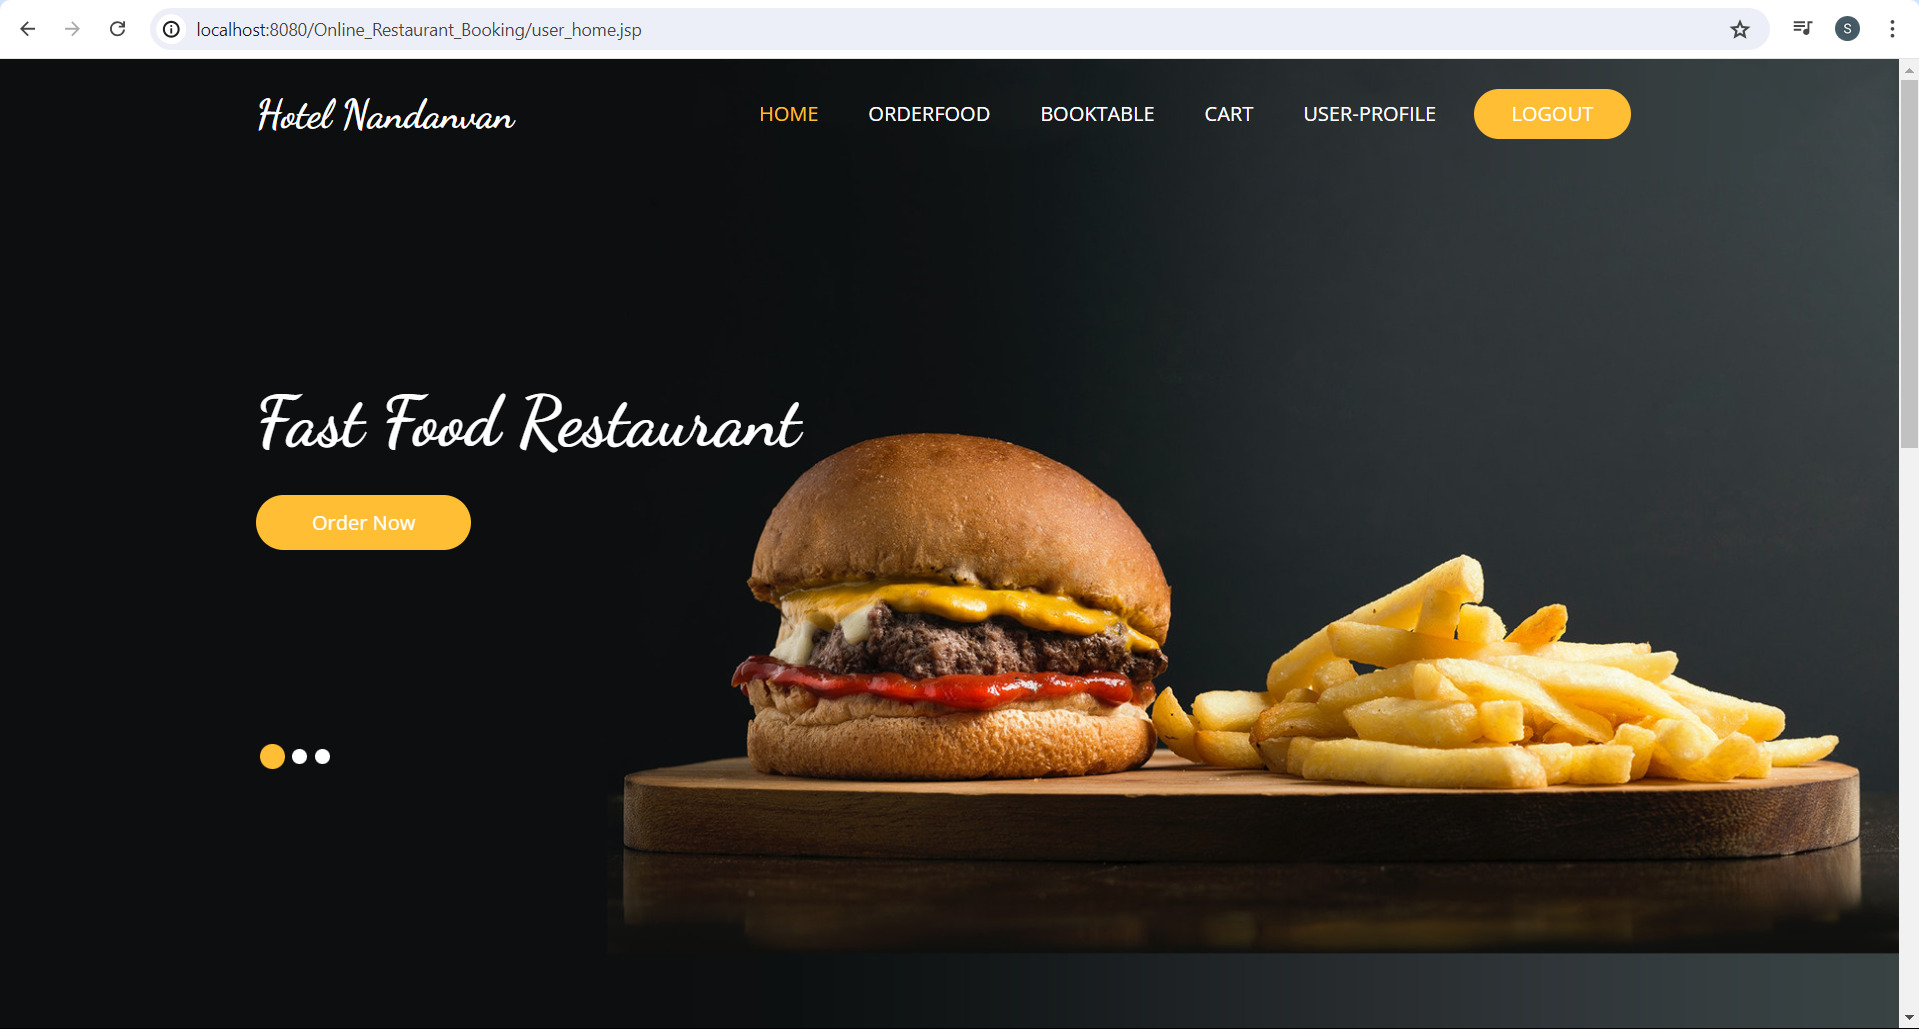 localhost:8080/Online_Restaurant_Booking/user_home.jsp
S
Hotel Nandanvan
HOME ORDERFOOD BOOKTABLE CART USER-PROFILE LOGOUT
Fast Food Restaurant
Order Now